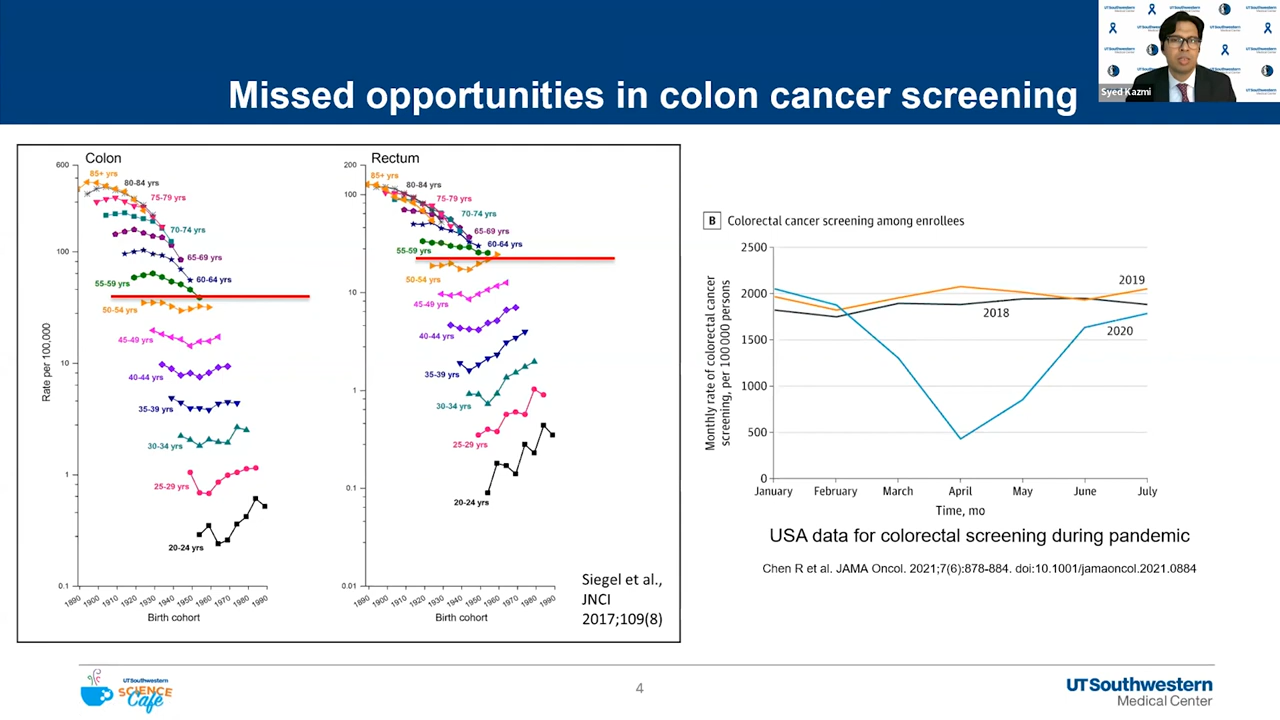 Missed opportunities in colon cancer screening
Syed Kazmi
Colon
600
100
10
1
0.1
Rate per 100,000
85+ yrs
80-84 yrs
75-79 yrs
70-74 yrs
65-69 yrs
60-64 yrs
55-59 yrs
50-54 yrs
45-49 yrs
40-44 yrs
35-39 yrs
30-34 yrs
25-29 yrs
20-24 yrs
1890 1900 1910 1920 1930 1940 1950 1960 1970 1980 1990
Birth cohort
Rectum
200
100
10
1
0.1
0.01
85+ yrs
80-84 yrs
75-79 yrs
70-74 yrs
65-69 yrs
60-64 yrs
55-59 yrs
50-54 yrs
45-49 yrs
40-44 yrs
35-39 yrs
30-34 yrs
25-29 yrs
20-24 yrs
1890 1900 1910 1920 1930 1940 1950 1960 1970 1980 1990
Birth cohort
Siegel et al.,
JNCI
2017;109(8)
B Colorectal cancer screening among enrollees
Monthly rate of colorectal cancer
screening, per 100 000 persons
2500
2000
1500
1000
500
0
2019
2018
2020
January February March April May June July
Time, mo
USA data for colorectal screening during pandemic
Chen R et al. JAMA Oncol. 2021;7(6):878-884. doi:10.1001/jamaoncol.2021.0884
UTSouthwestern
SCIENCE
Café
4
UTSouthwestern
Medical Center